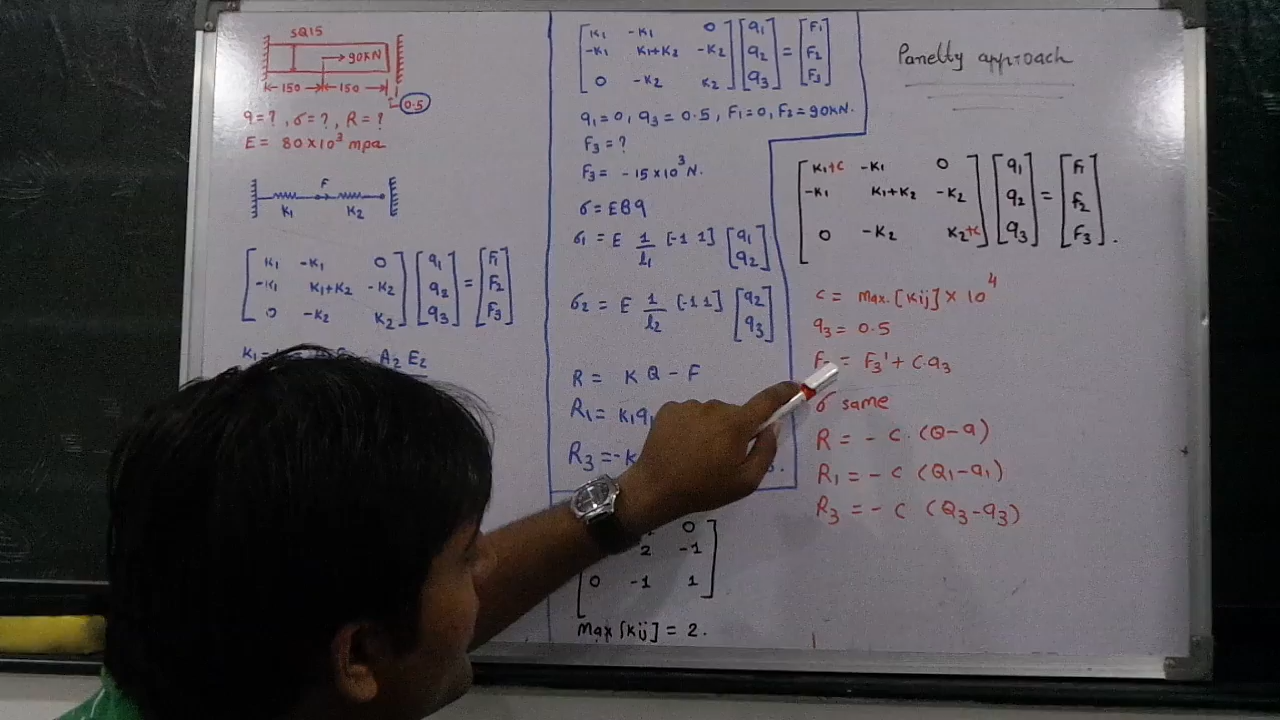 SQ15
→90KN
150 150
0.5
q=?, σ=?, R=?
E = 80×10³ mpa
F
K1 K2
[K1 -K1 0] [q1] = [F1]
[-K1 K1+K2 -K2] [q2] = [F2]
[0 -K2 K2] [q3] = [F3]
A2 E2
[K1 -K1 0] [q1] = [F1]
[-K1 K1+K2 -K2] [q2] = [F2]
[0 -K2 K2] [q3] = [F3]
q1=0, q3=0.5, F1=0, F2=90KN.
F3=?
F3 = -15×10³ N.
σ=EBq
σ1 = E 1/l1 [-1 1] [q1 q2]
σ2 = E 1/l2 [-1 1] [q2 q3]
R = KQ-F
R1 = K1q1
R3 = -K
0
2 -1
0 -1 1
Max [Kij] = 2.
Panelty approach
[K1+C -K1 0] [q1] = [F1]
[-K1 K1+K2 -K2] [q2] = [F2]
[0 -K2 K2+C] [q3] = [F3].
C = Max. [Kij] × 10⁴
q3 = 0.5
= F3' + C.a3
σ same
R = - C. (Q-a)
R1 = - C (Q1-a1)
R3 = - C (Q3-a3)